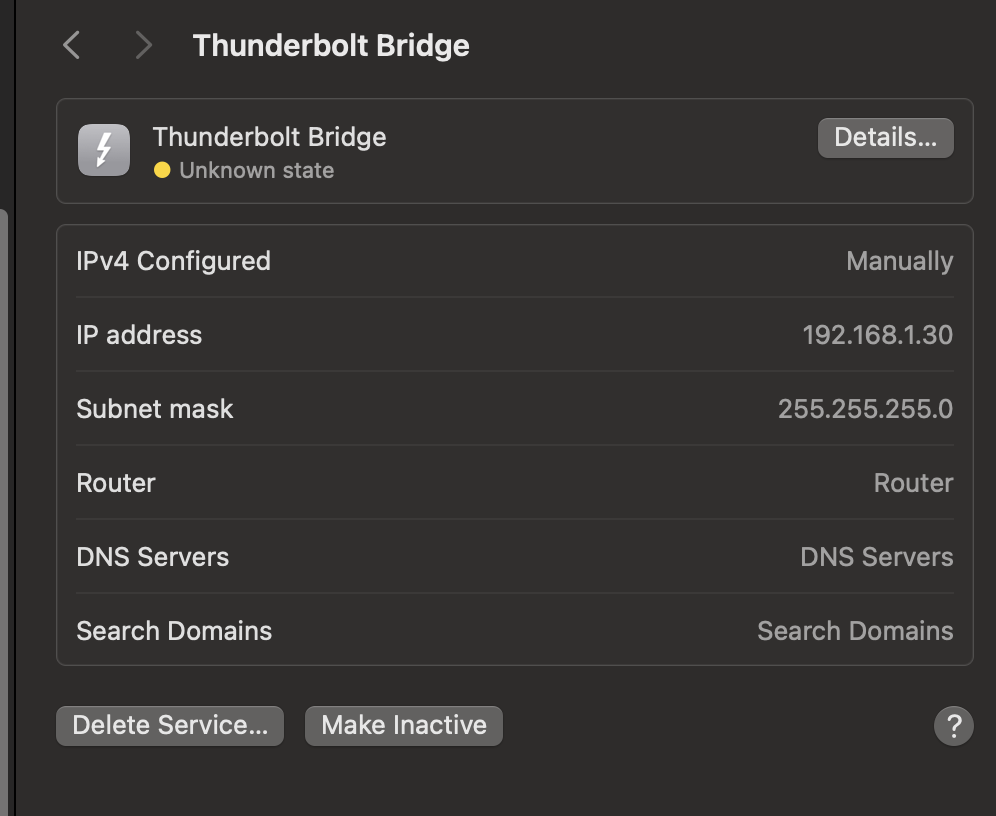 Thunderbolt Bridge
Thunderbolt Bridge
Details...
Unknown state
IPv4 Configured Manually
IP address 192.168.1.30
Subnet mask 255.255.255.0
Router Router
DNS Servers DNS Servers
Search Domains Search Domains
Delete Service... Make Inactive ?